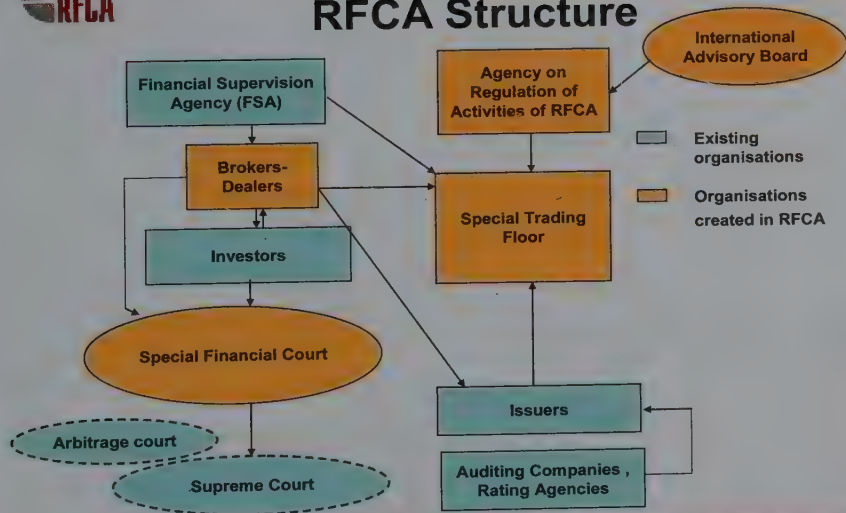 RFCA
RFCA Structure
International
Advisory Board
Financial Supervision
Agency (FSA)
Agency on
Regulation of
Activities of RFCA
Existing
organisations
Brokers-
Dealers
Organisations
created in RFCA
Special Trading
Floor
Investors
Special Financial Court
Issuers
Arbitrage court
Supreme Court
Auditing Companies ,
Rating Agencies